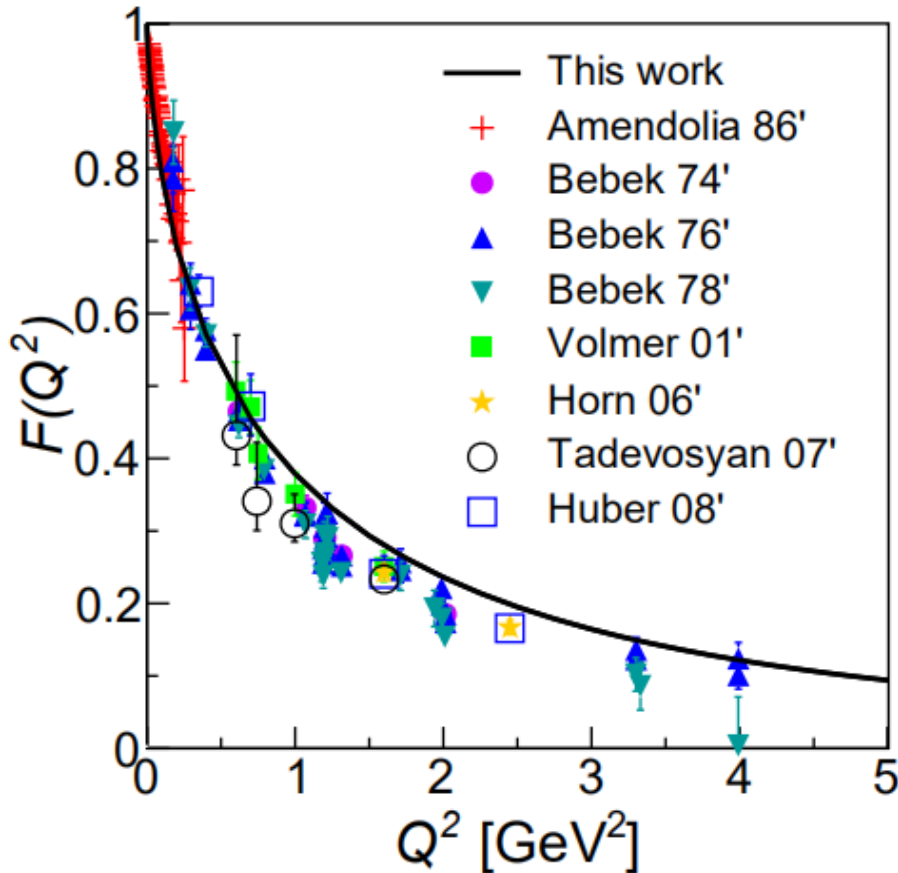 1
0.8
0.6
0.4
0.2
0
F(Q²)
This work
Amendolia 86'
Bebek 74'
Bebek 76'
Bebek 78'
Volmer 01'
Horn 06'
Tadevosyan 07'
Huber 08'
0 1 2 3 4 5
Q² [GeV²]